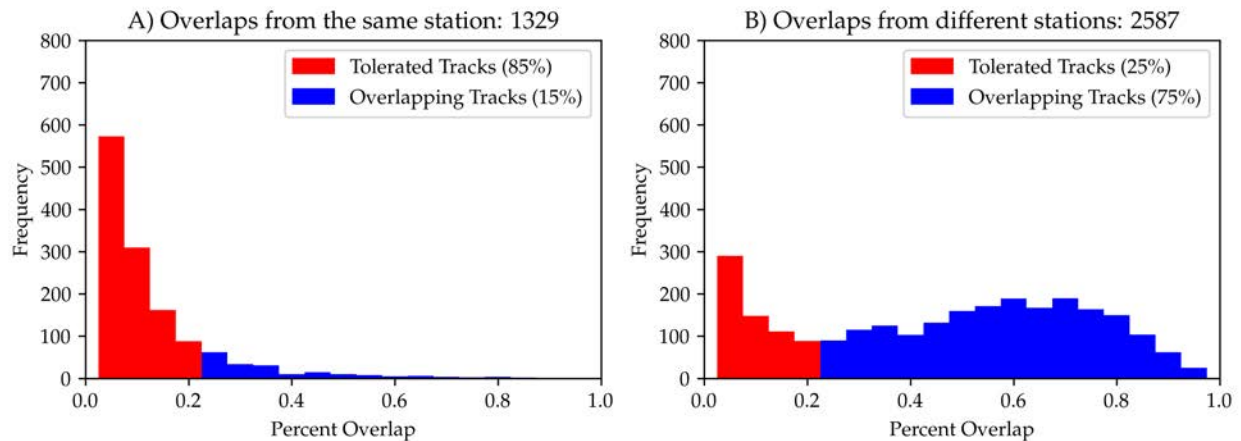 A) Overlaps from the same station: 1329
800
700
600
500
400
300
200
100
0
Frequency
Tolerated Tracks (85%)
Overlapping Tracks (15%)
0.0 0.2 0.4 0.6 0.8 1.0
Percent Overlap
B) Overlaps from different stations: 2587
800
700
600
500
400
300
200
100
0
Frequency
Tolerated Tracks (25%)
Overlapping Tracks (75%)
0.0 0.2 0.4 0.6 0.8 1.0
Percent Overlap